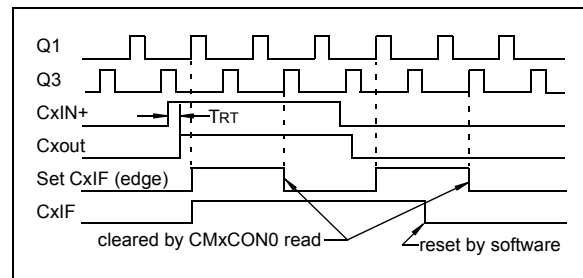 Q1
Q3
CxIN+
TRT
Cxout
Set CxIF (edge)
CxIF
cleared by CMxCON0 read
reset by software